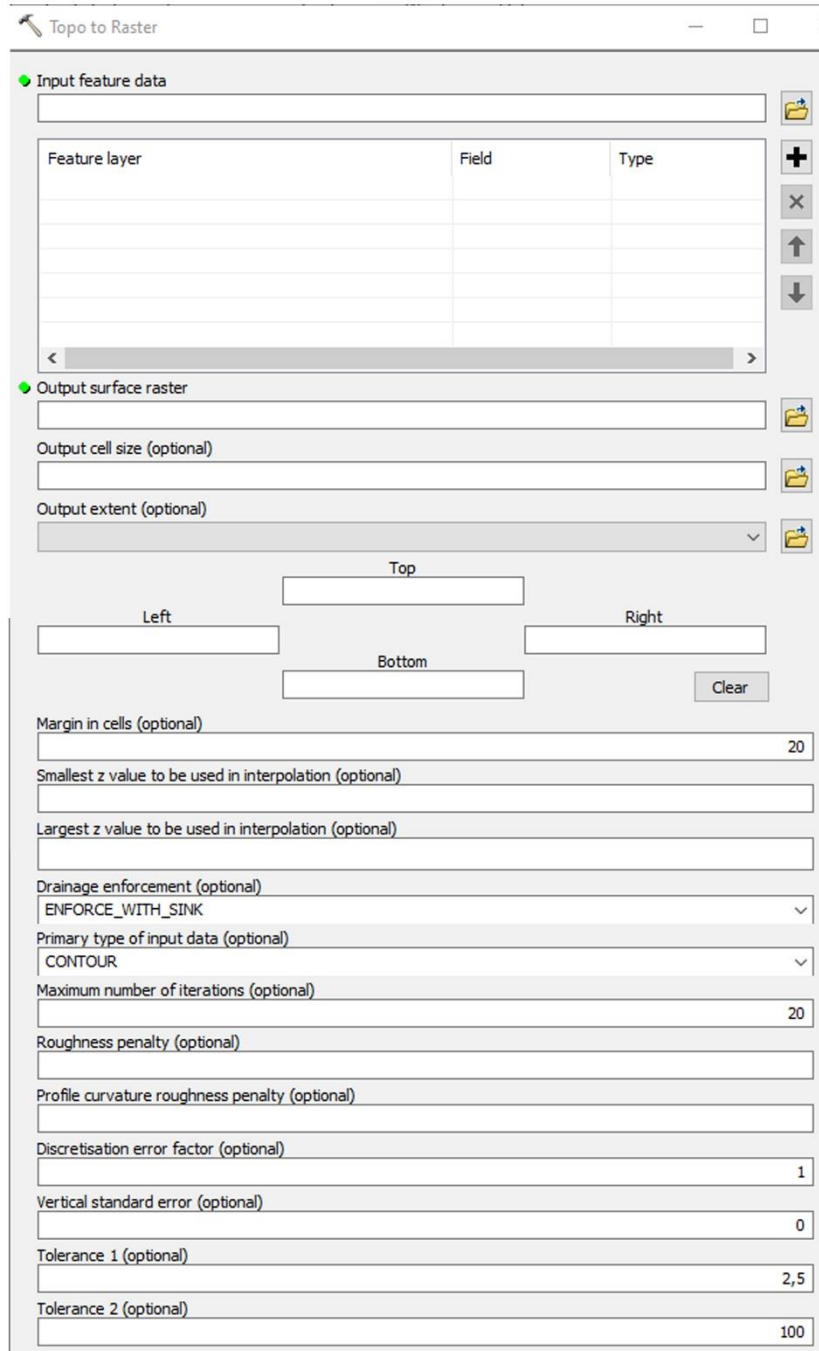 Topo to Raster
Input feature data
Feature layer Field Type
Output surface raster
Output cell size (optional)
Output extent (optional)
Top
Left Right
Bottom
Clear
Margin in cells (optional)
20
Smallest z value to be used in interpolation (optional)
Largest z value to be used in interpolation (optional)
Drainage enforcement (optional)
ENFORCE_WITH_SINK
Primary type of input data (optional)
CONTOUR
Maximum number of iterations (optional)
20
Roughness penalty (optional)
Profile curvature roughness penalty (optional)
Discretisation error factor (optional)
1
Vertical standard error (optional)
0
Tolerance 1 (optional)
2,5
Tolerance 2 (optional)
100